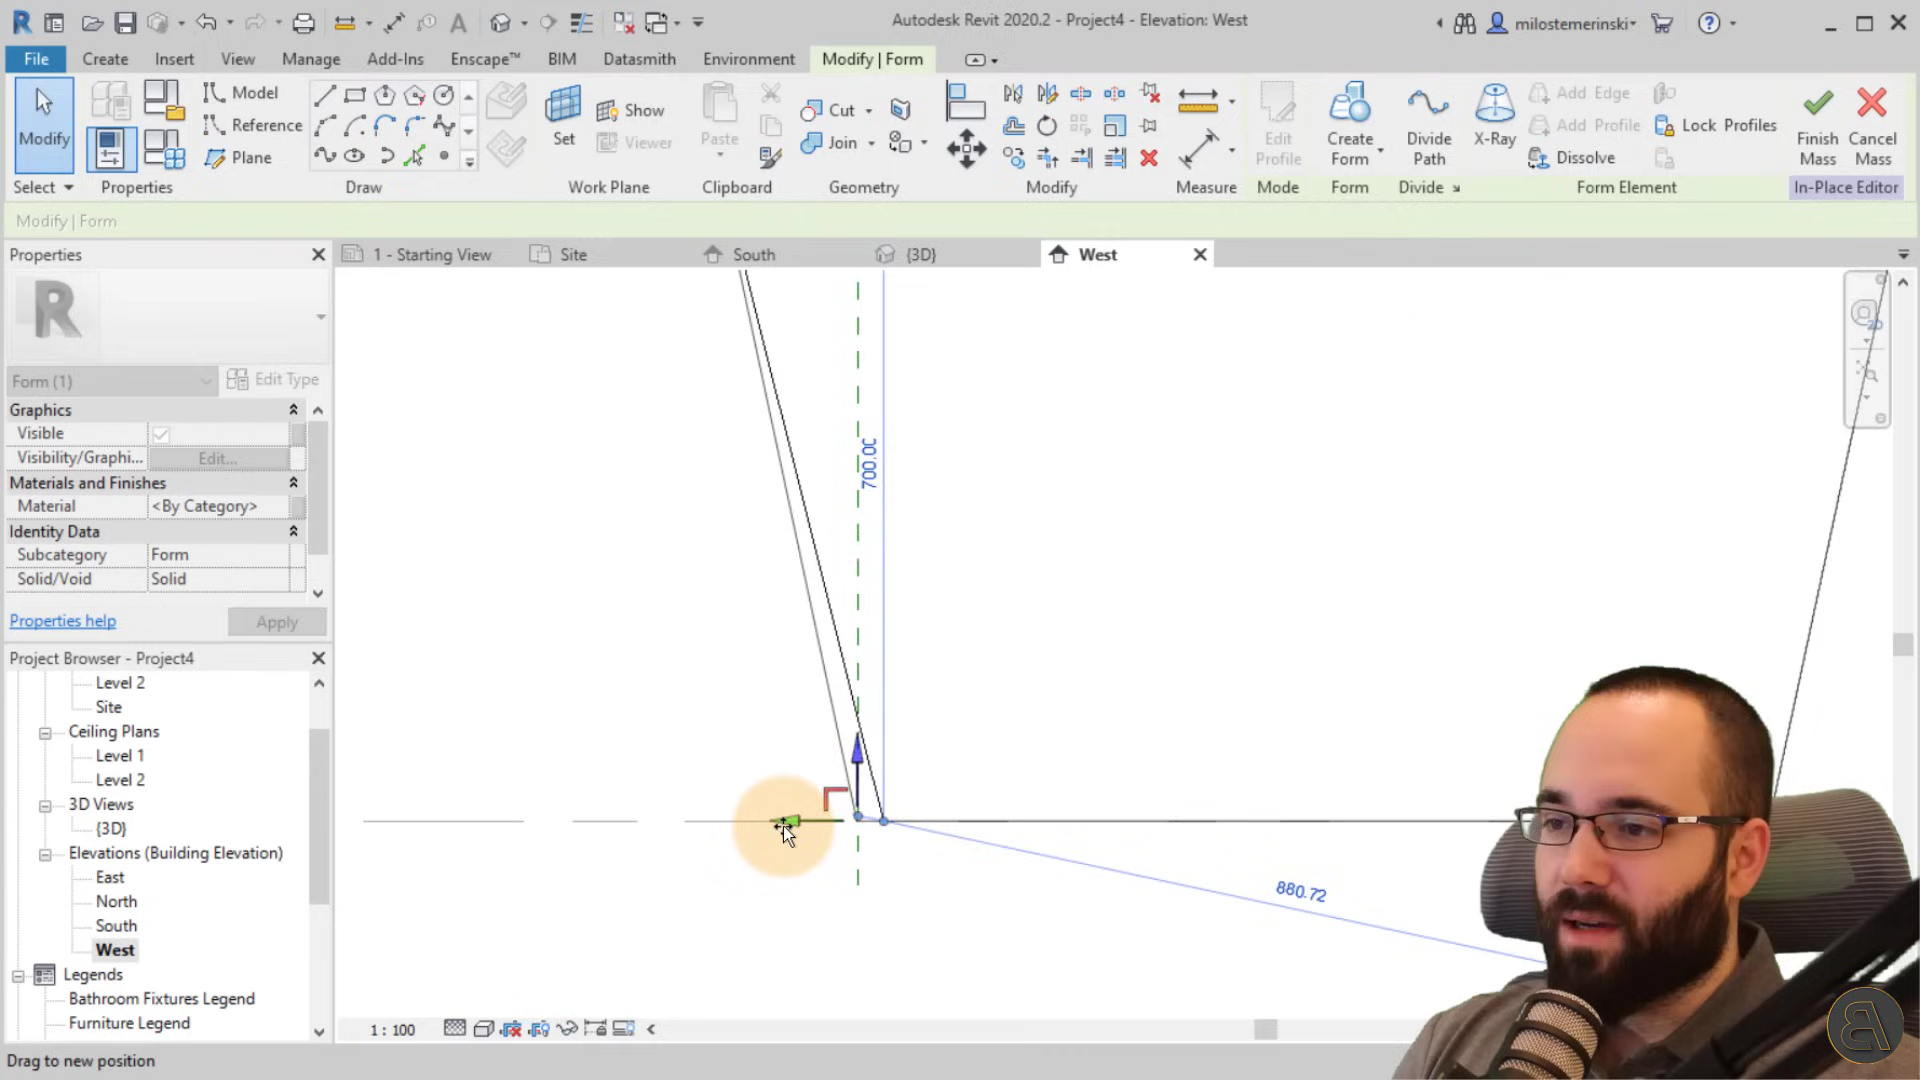 Autodesk Revit 2020.2 - Project4 - Elevation: West
milostemerinski
File Create Insert View Manage Add-Ins Enscape™ BIM Datasmith Environment Modify | Form
Modify
Select
Properties
Model
Reference
Plane
Draw
Set
Show
Viewer
Work Plane
Paste
Clipboard
Cut
Join
Geometry
Modify
Measure
Edit Profile
Mode
Create Form
Form
Divide Path
Divide
X-Ray
Add Edge
Add Profile
Dissolve
Lock Profiles
Form Element
Finish Mass
Cancel Mass
In-Place Editor
Modify | Form
Properties
1 - Starting View
Site
South
{3D}
West
R
Form (1)
Edit Type
Graphics
Visible
Visibility/Graphi... Edit...
Materials and Finishes
Material <By Category>
Identity Data
Subcategory Form
Solid/Void Solid
Properties help
Apply
Project Browser - Project4
Level 2
Site
Ceiling Plans
Level 1
Level 2
3D Views
{3D}
Elevations (Building Elevation)
East
North
South
West
Legends
Bathroom Fixtures Legend
Furniture Legend
700.00
880.72
2D
1 : 100
Drag to new position